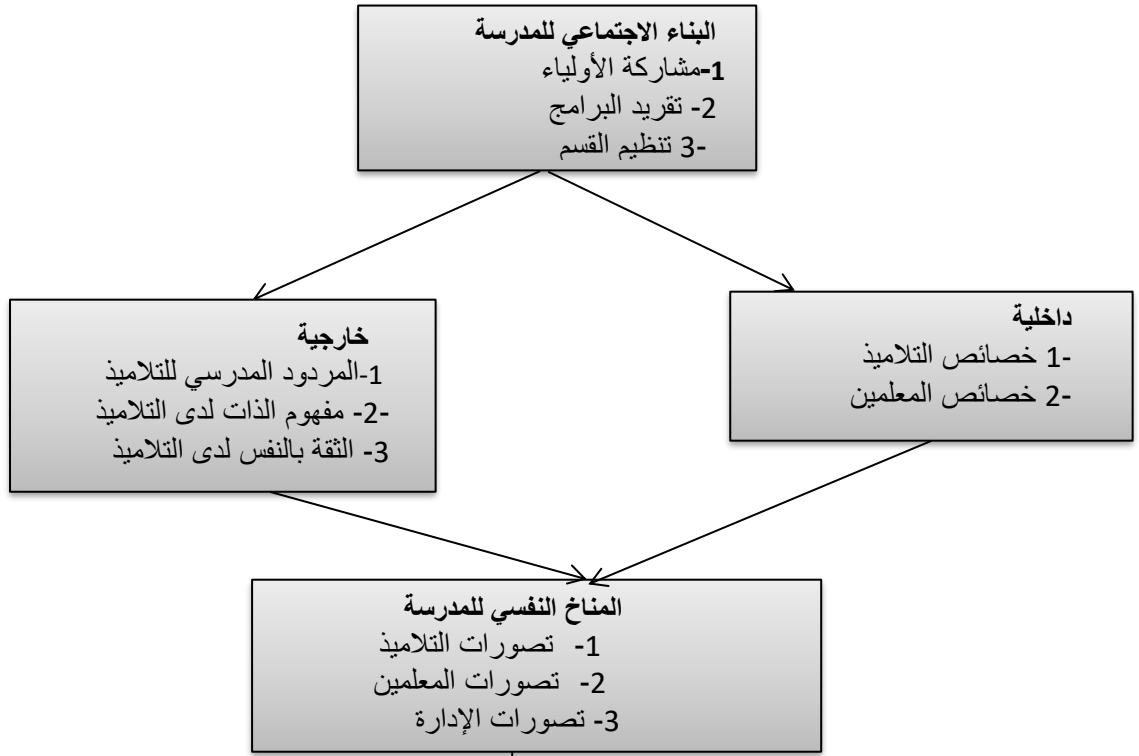 البناء الاجتماعي للمدرسة
1-مشاركة الأولياء
2- تقريد البرامج
3- تنظيم القسم
داخلية
1- خصائص التلاميذ
2- خصائص المعلمين
خارجية
1-المردود المدرسي للتلاميذ
2-- مفهوم الذات لدى التلاميذ
3- الثقة بالنفس لدى التلاميذ
المناخ النفسي للمدرسة
1- تصورات التلاميذ
2- تصورات المعلمين
3- تصورات الإدارة